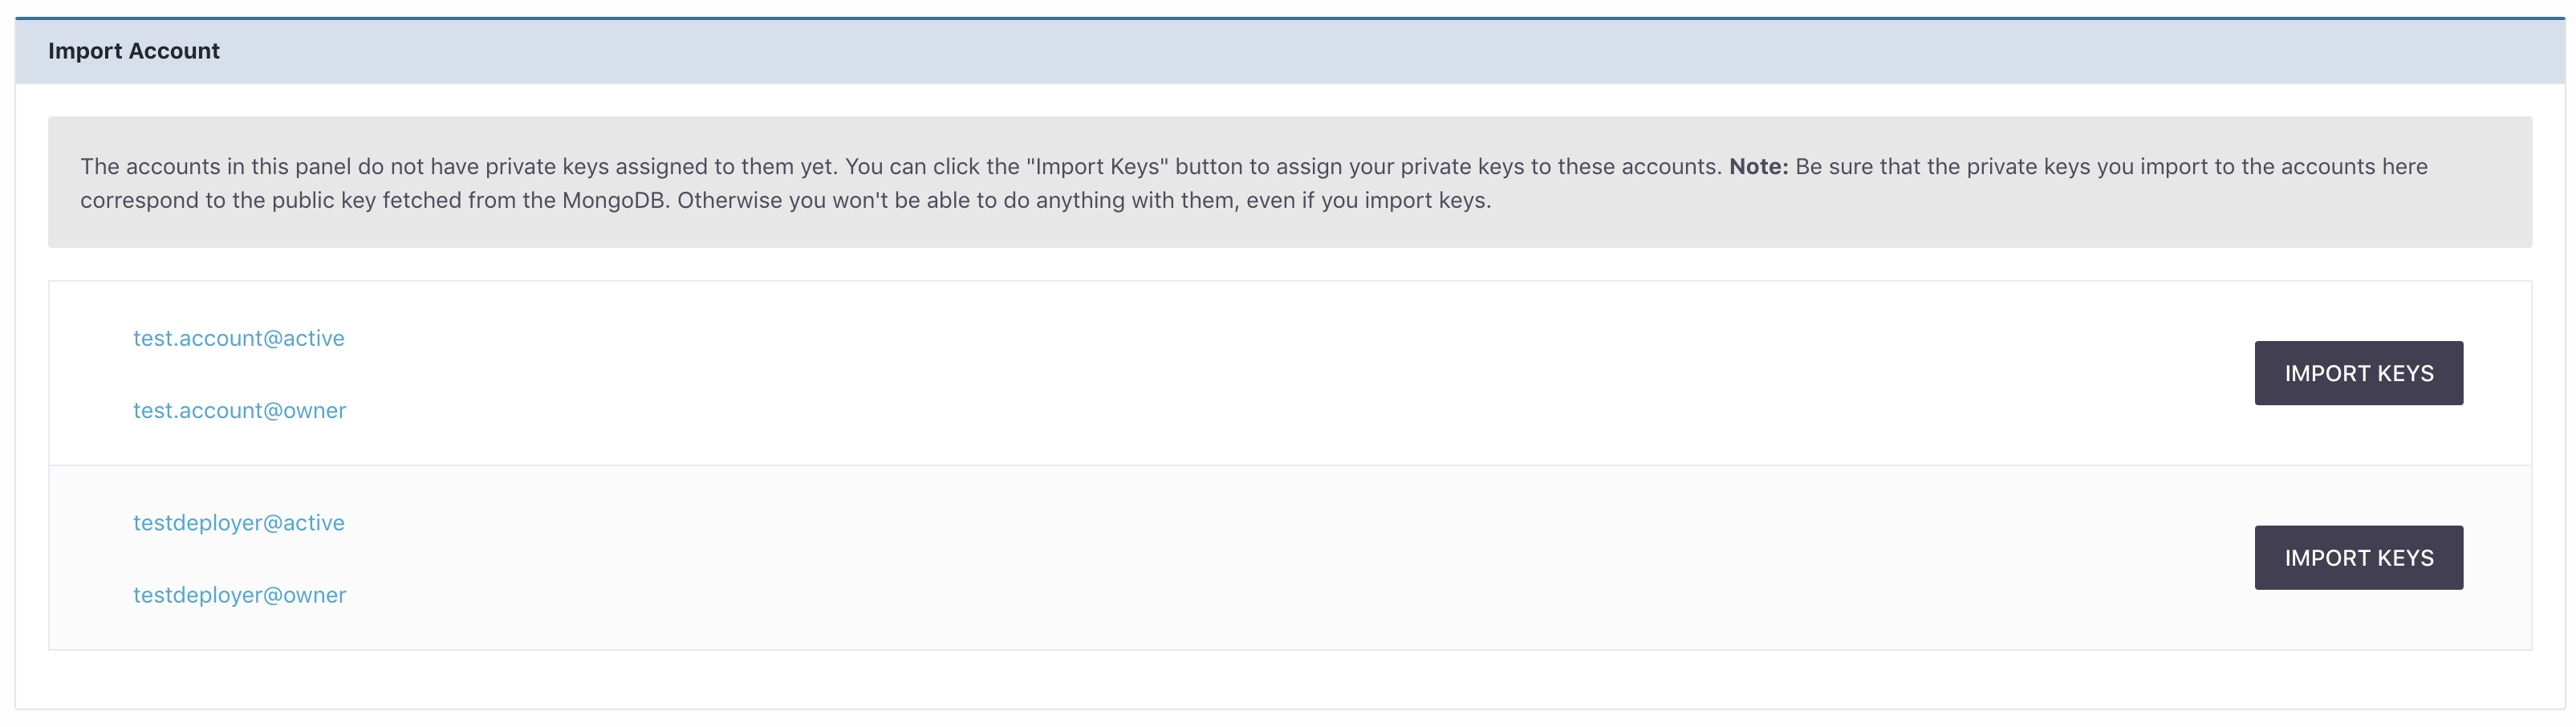 Import Account
The accounts in this panel do not have private keys assigned to them yet. You can click the "Import Keys" button to assign your private keys to these accounts. Note: Be sure that the private keys you import to the accounts here
correspond to the public key fetched from the MongoDB. Otherwise you won't be able to do anything with them, even if you import keys.
test.account@active
IMPORT KEYS
test.account@owner
testdeployer@active
IMPORT KEYS
testdeployer@owner